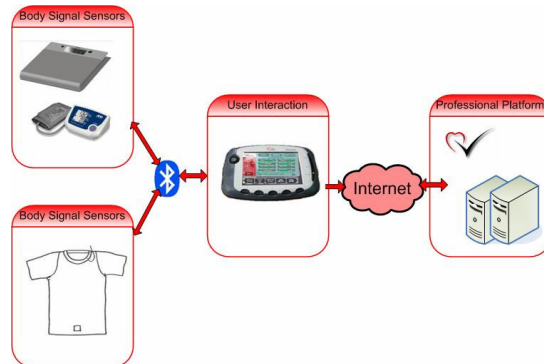 Body Signal Sensors
User Interaction
Professional Platform
Internet
Body Signal Sensors